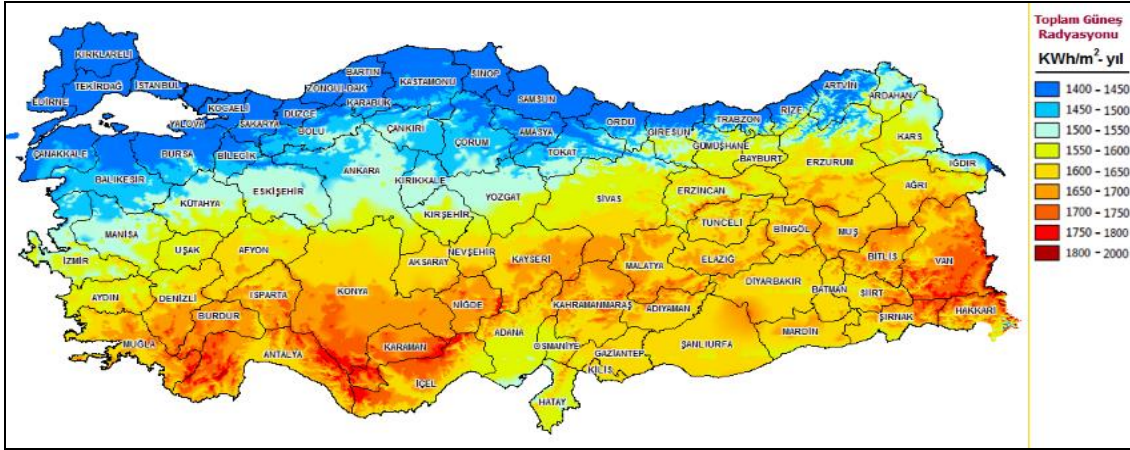 Toplam Güneş
Radyasyonu
KWh/m²- yıl
1400 - 1450
1450 - 1500
1500 - 1550
1550 - 1600
1600 - 1650
1650 - 1700
1700 - 1750
1750 - 1800
1800 - 2000
KIRKLARELİ
EDİRNE
TEKİRDAĞ
İSTANBUL
KOCAELİ
YALOVA
SAKARYA
DÜZCE
ZONGULDAK
BARTIN
KARABÜK
KASTAMONU
SİNOP
SAMSUN
ORDU
GİRESUN
TRABZON
RİZE
ARTVİN
ARDAHAN
ÇANAKKALE
BURSA
BİLECİK
BOLU
ÇANKIRI
ÇORUM
AMASYA
TOKAT
GÜMÜŞHANE
BAYBURT
ERZURUM
KARS
IĞDIR
BALIKESİR
KÜTAHYA
ESKİŞEHİR
ANKARA
KIRIKKALE
YOZGAT
SİVAS
ERZİNCAN
AĞRI
MANİSA
İZMİR
UŞAK
AFYON
KIRŞEHİR
NEVŞEHİR
AKSARAY
KAYSERİ
MALATYA
TUNCELİ
ELAZIĞ
BİNGÖL
MUŞ
BİTLİS
VAN
AYDIN
DENİZLİ
ISPARTA
BURDUR
KONYA
NİĞDE
KAHRAMANMARAŞ
ADIYAMAN
DİYARBAKIR
BATMAN
SİİRT
ŞIRNAK
HAKKARİ
MUĞLA
ANTALYA
KARAMAN
İÇEL
ADANA
OSMANİYE
GAZİANTEP
KİLİS
ŞANLIURFA
MARDİN
HATAY